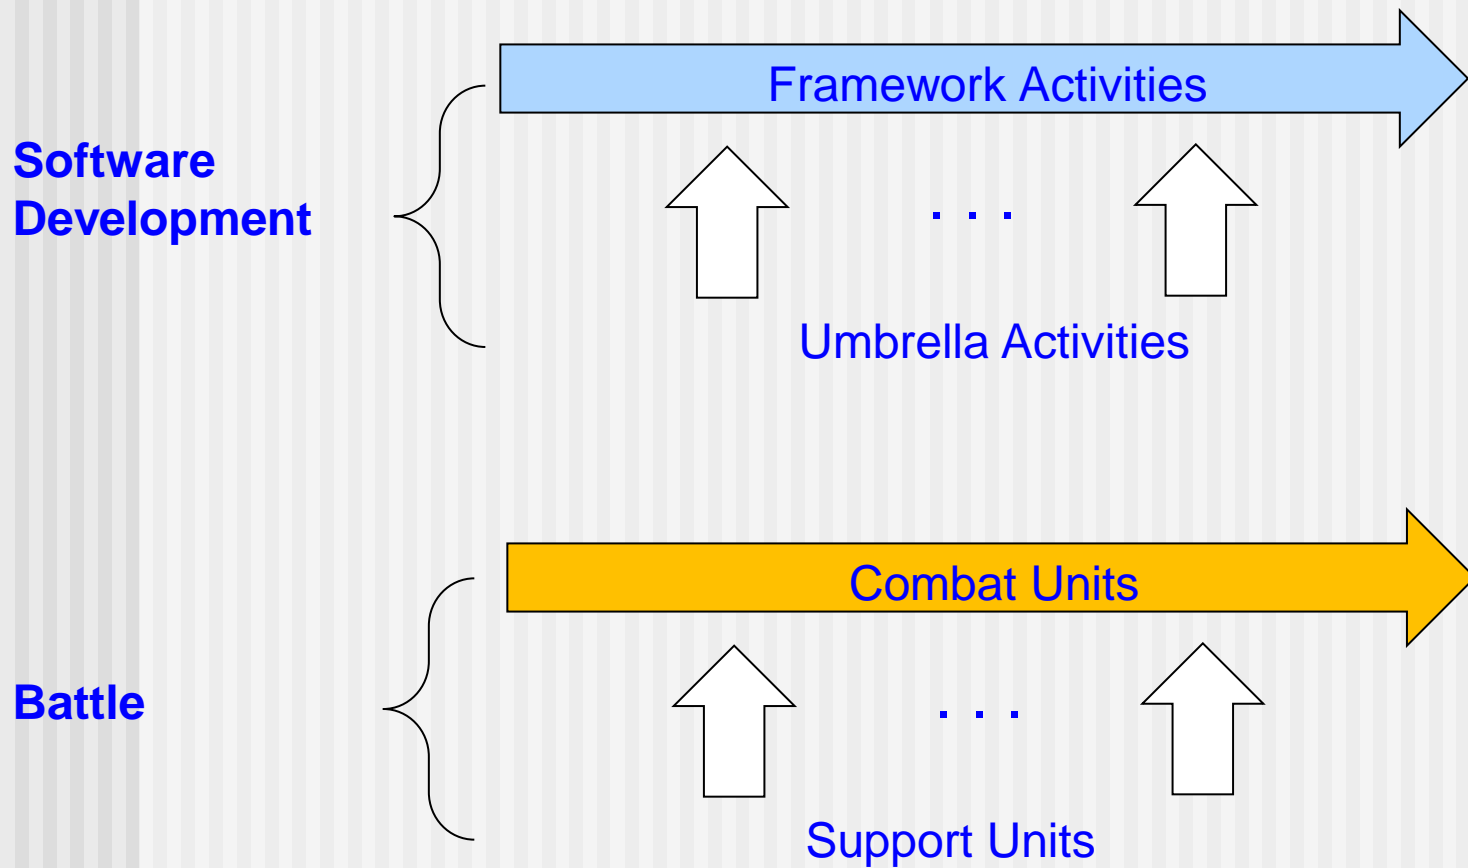 Framework Activities
Software
Development
. . .
Umbrella Activities
Combat Units
Battle
. . .
Support Units